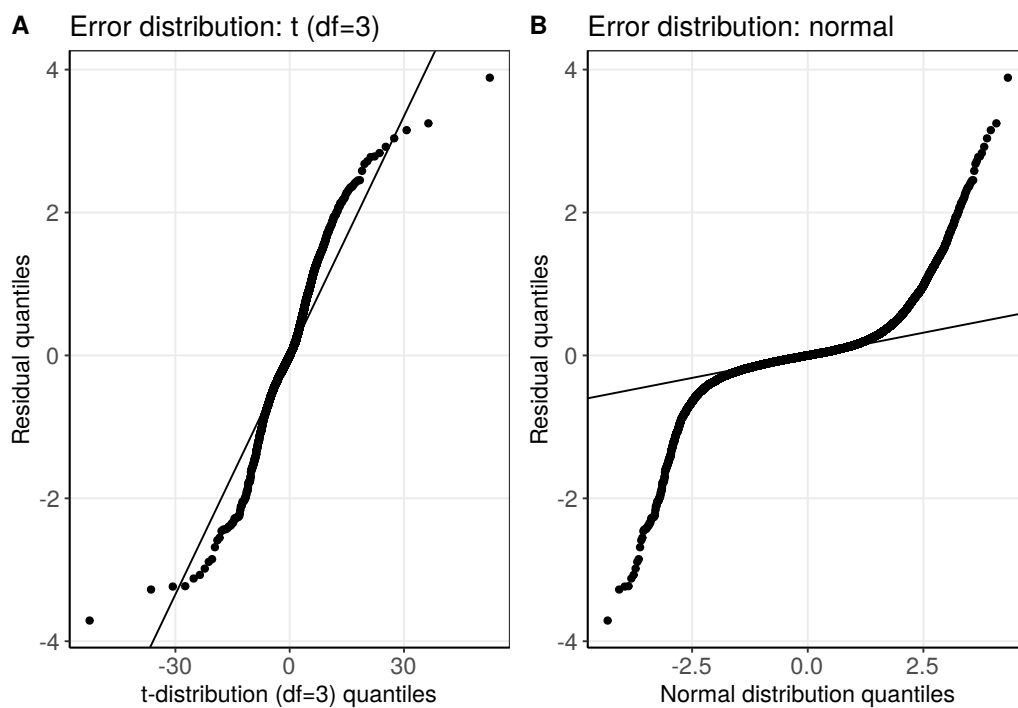 A Error distribution: t (df=3)
4
2
0
-2
-4
Residual quantiles
-30 0 30
t-distribution (df=3) quantiles
B Error distribution: normal
4
2
0
-2
-4
Residual quantiles
-2.5 0.0 2.5
Normal distribution quantiles